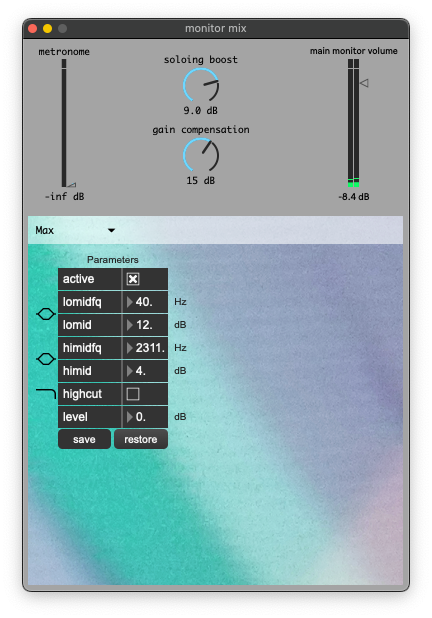 monitor mix
metronome
soloing boost
main monitor volume
9.0 dB
gain compensation
-inf dB
15 dB
-8.4 dB
Max
Parameters
active
lomidfq 40. Hz
lomid 12. dB
himidfq 2311. Hz
himid 4. dB
highcut
level 0. dB
save restore